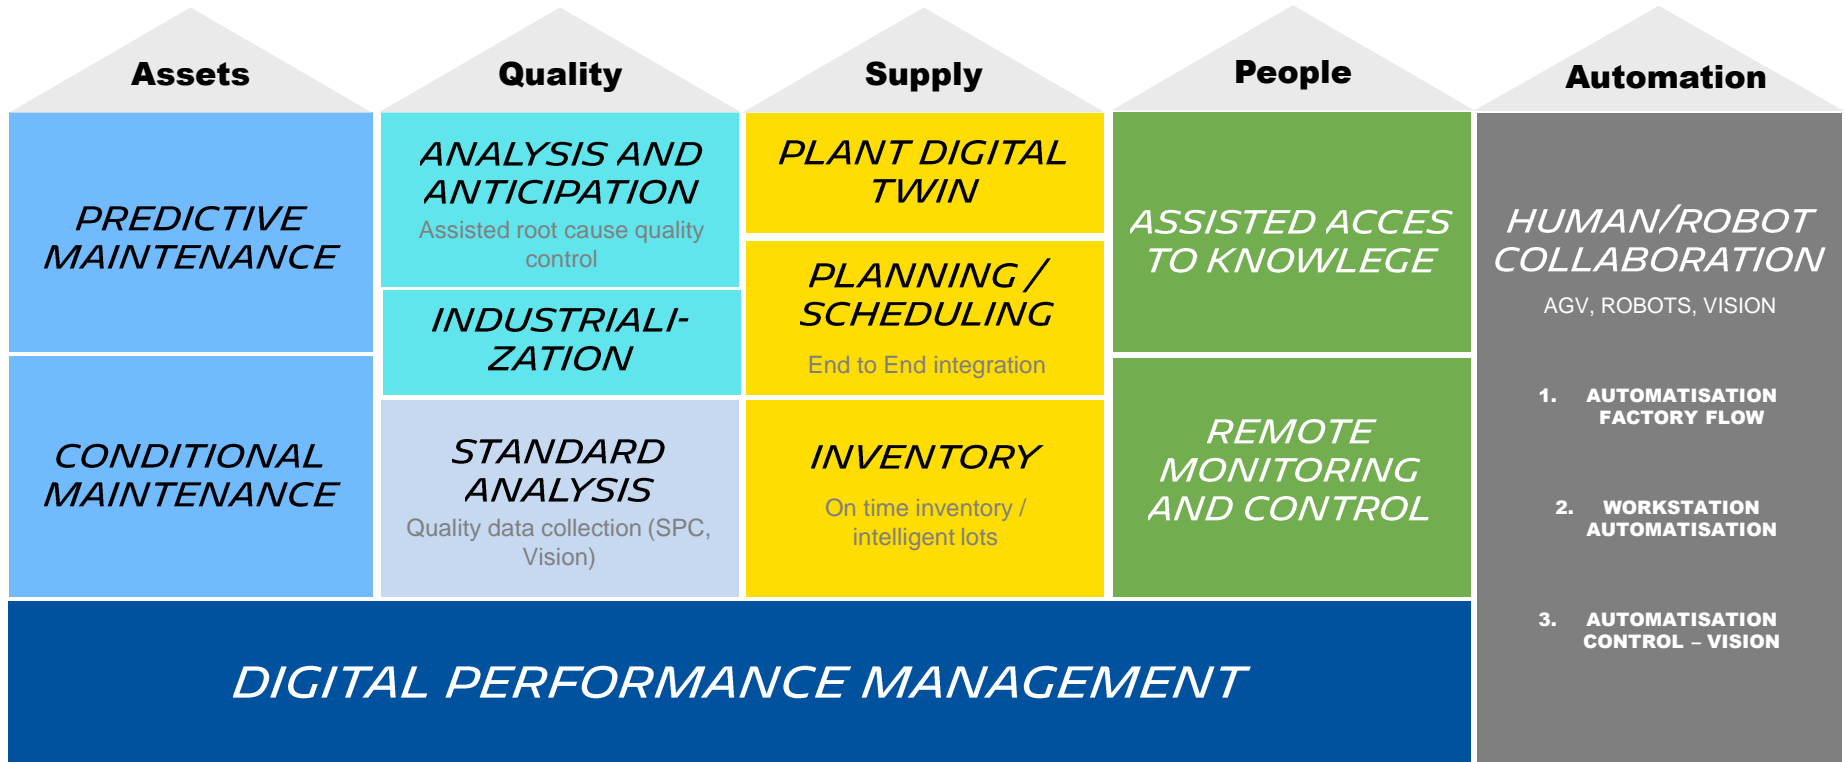 Assets
PREDICTIVE
MAINTENANCE
CONDITIONAL
MAINTENANCE
Quality
ANALYSIS AND
ANTICIPATION
Assisted root cause quality
control
INDUSTRIALI-
ZATION
STANDARD
ANALYSIS
Quality data collection (SPC,
Vision)
Supply
PLANT DIGITAL
TWIN
PLANNING /
SCHEDULING
End to End integration
INVENTORY
On time inventory /
intelligent lots
People
ASSISTED ACCES
TO KNOWLEGE
REMOTE
MONITORING
AND CONTROL
Automation
HUMAN/ROBOT
COLLABORATION
AGV, ROBOTS, VISION
1. AUTOMATISATION
FACTORY FLOW
2. WORKSTATION
AUTOMATISATION
3. AUTOMATISATION
CONTROL – VISION
DIGITAL PERFORMANCE MANAGEMENT